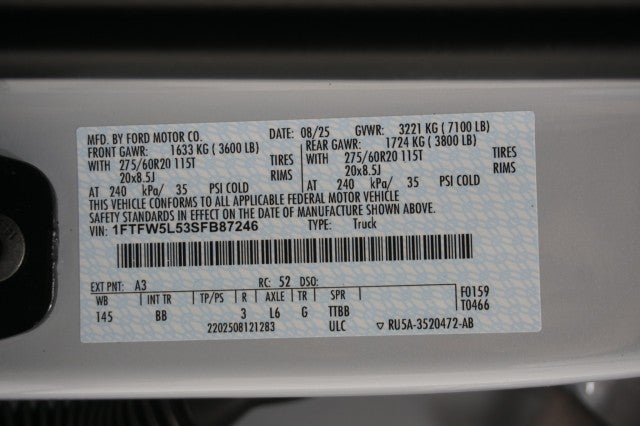 MFD. BY FORD MOTOR CO. DATE: 08/25 GVWR: 3221 KG ( 7100 LB)
FRONT GAWR: 1633 KG ( 3600 LB) REAR GAWR: 1724 KG ( 3800 LB)
WITH 275/60R20 115T TIRES WITH 275/60R20 115T TIRES
20x8.5J RIMS 20x8.5J RIMS
AT 240 kPa/ 35 PSI COLD AT 240 kPa/ 35 PSI COLD
THIS VEHICLE CONFORMS TO ALL APPLICABLE FEDERAL MOTOR VEHICLE
SAFETY STANDARDS IN EFFECT ON THE DATE OF MANUFACTURE SHOWN ABOVE.
VIN: 1FTFW5L53SFB87246 TYPE: Truck
EXT PNT: A3 RC: 52 DSO:
WB INT TR TP/PS R AXLE TR SPR F0159
145 BB 3 L6 G TTBB T0466
2202508121283 ULC ▽ RU5A-3520472-AB